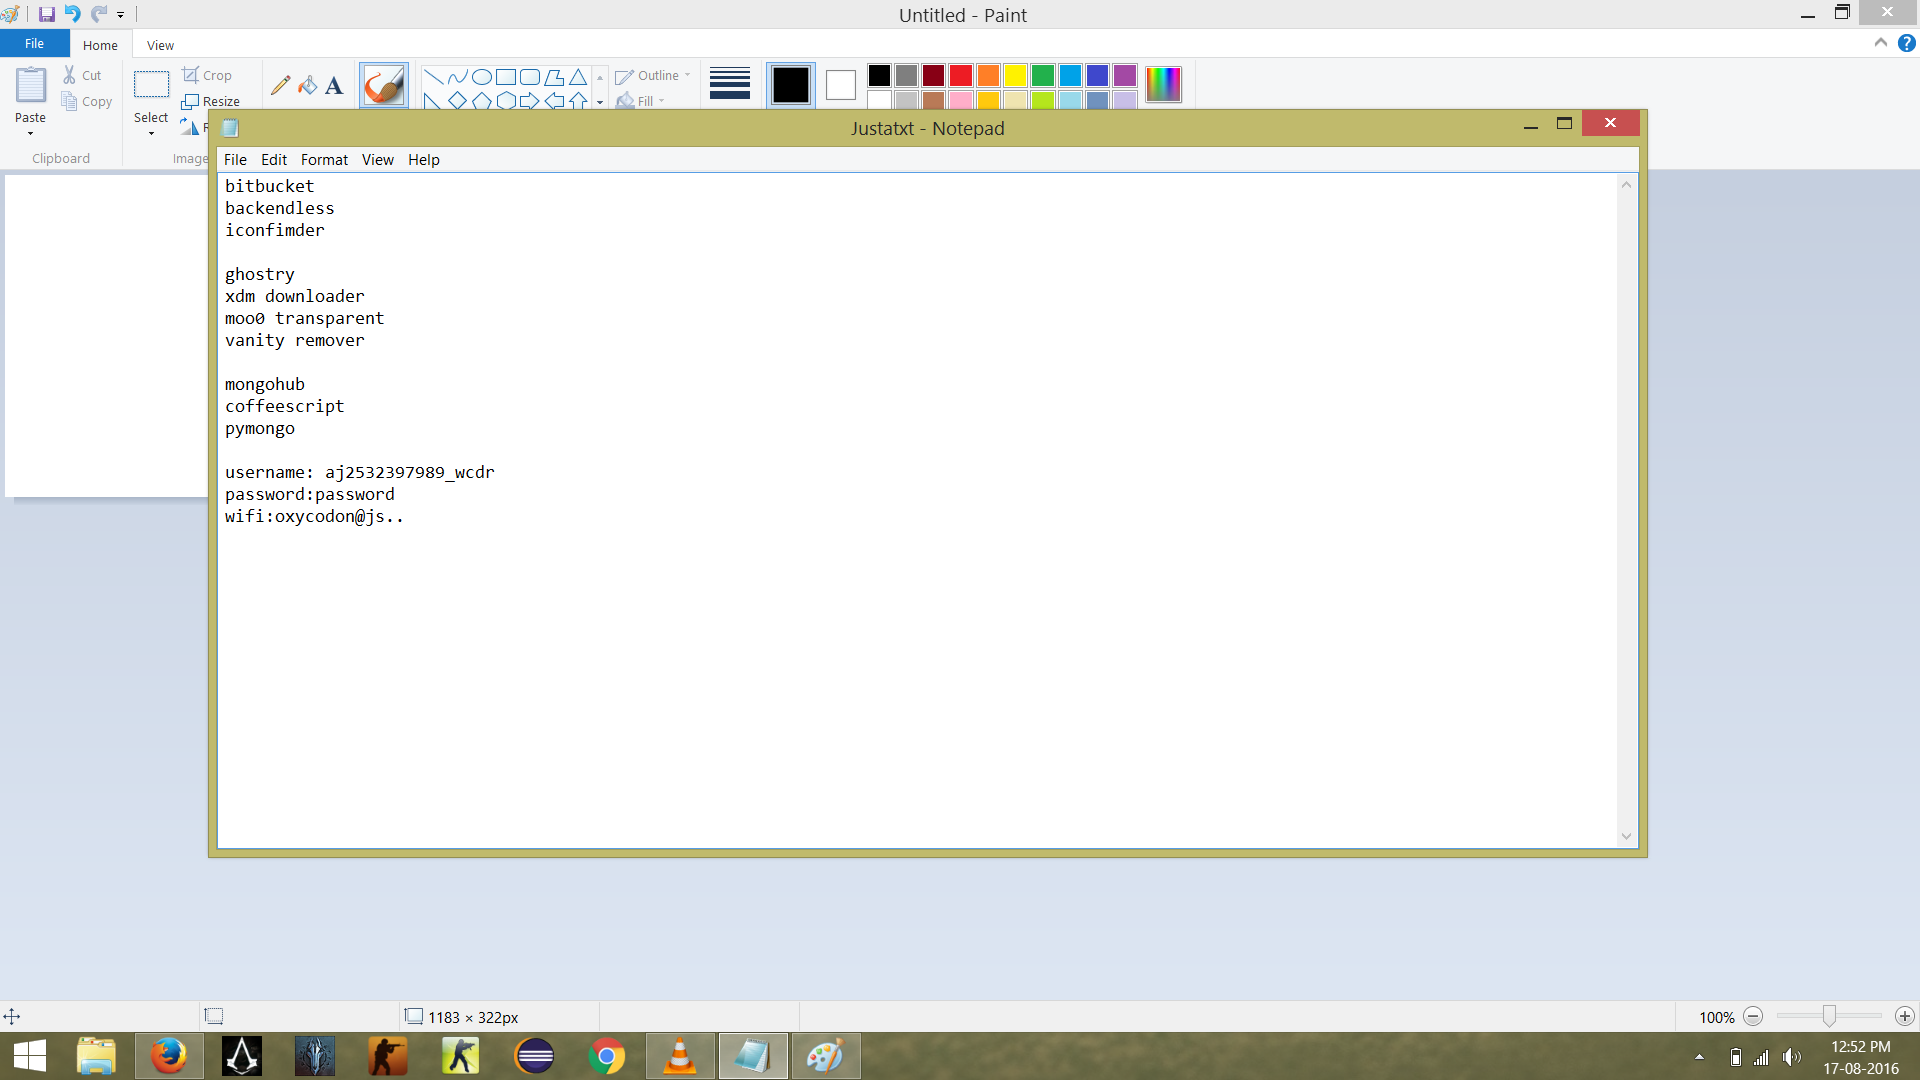 Untitled - Paint
File Home View
Paste
Cut
Copy
Clipboard
Select
Crop
Resize
Image
A
Outline
Fill
Justatxt - Notepad
File Edit Format View Help
bitbucket
backendless
iconfimder
ghostry
xdm downloader
moo0 transparent
vanity remover
mongohub
coffeescript
pymongo
username: aj2532397989_wcdr
password:password
wifi:oxycodon@js..
1183 × 322px
100%
12:52 PM
17-08-2016